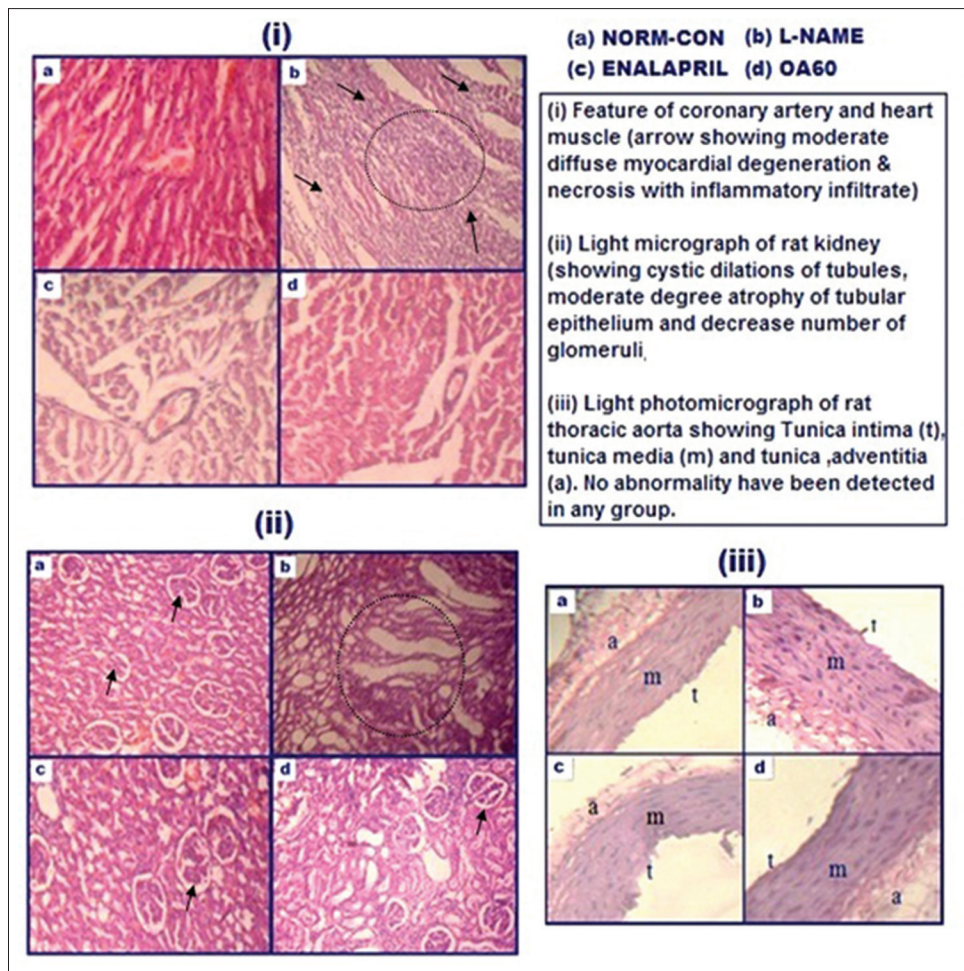 (i)
(a) NORM-CON (b) L-NAME
(c) ENALAPRIL (d) OA60
a
b
c
d
(i) Feature of coronary artery and heart
muscle (arrow showing moderate
diffuse myocardial degeneration &
necrosis with inflammatory infiltrate)
(ii) Light micrograph of rat kidney
(showing cystic dilations of tubules,
moderate degree atrophy of tubular
epithelium and decrease number of
glomeruli,
(iii) Light photomicrograph of rat
thoracic aorta showing Tunica intima (t),
tunica media (m) and tunica ,adventitia
(a). No abnormality have been detected
in any group.
(ii)
a
b
c
d
(iii)
a
a
m
t
b
t
m
a
c
a
m
t
d
t
m
a